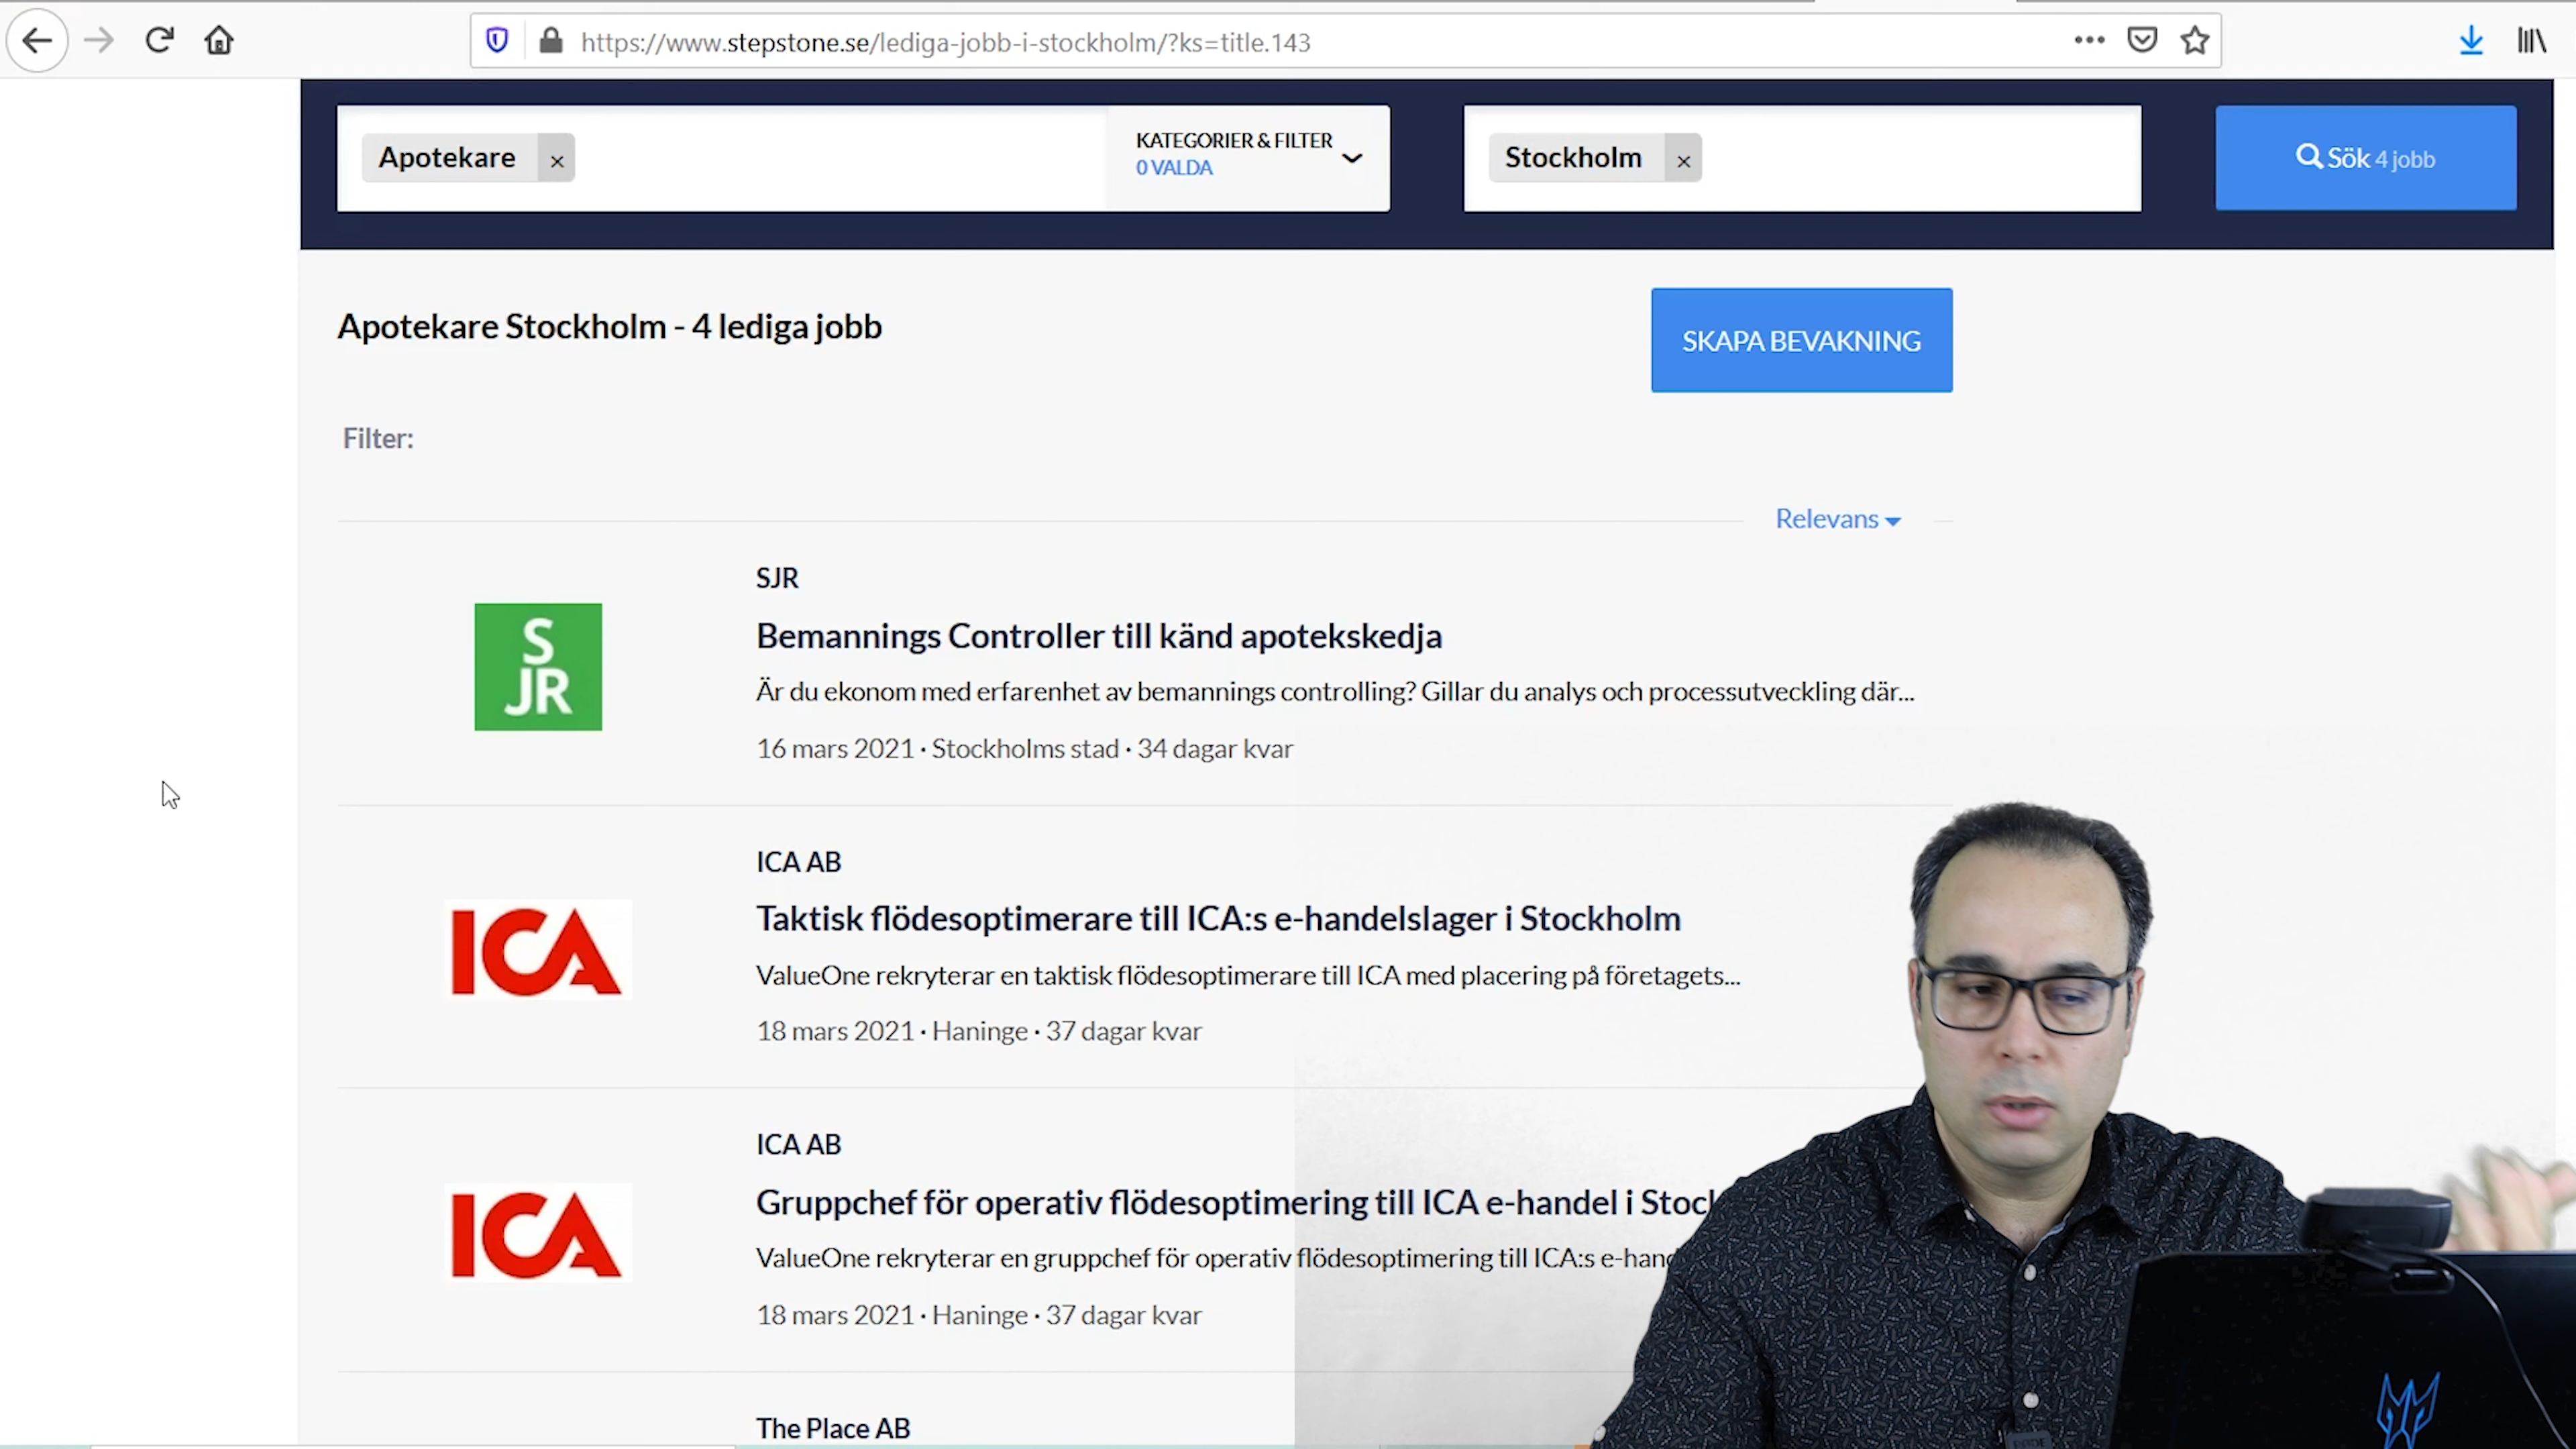 https://www.stepstone.se/lediga-jobb-i-stockholm/?ks=title.143
Apotekare ×
KATEGORIER & FILTER
0 VALDA
Stockholm ×
Sök 4 jobb
Apotekare Stockholm - 4 lediga jobb
SKAPA BEVAKNING
Filter:
Relevans
S
JR
SJR
Bemannings Controller till känd apotekskedja
Är du ekonom med erfarenhet av bemannings controlling? Gillar du analys och processutveckling där...
16 mars 2021 · Stockholms stad · 34 dagar kvar
ICA
ICA AB
Taktisk flödesoptimerare till ICA:s e-handelslager i Stockholm
ValueOne rekryterar en taktisk flödesoptimerare till ICA med placering på företagets...
18 mars 2021 · Haninge · 37 dagar kvar
ICA
ICA AB
Gruppchef för operativ flödesoptimering till ICA e-handel i Stoc
ValueOne rekryterar en gruppchef för operativ flödesoptimering till ICA:s e-hand
18 mars 2021 · Haninge · 37 dagar kvar
The Place AB